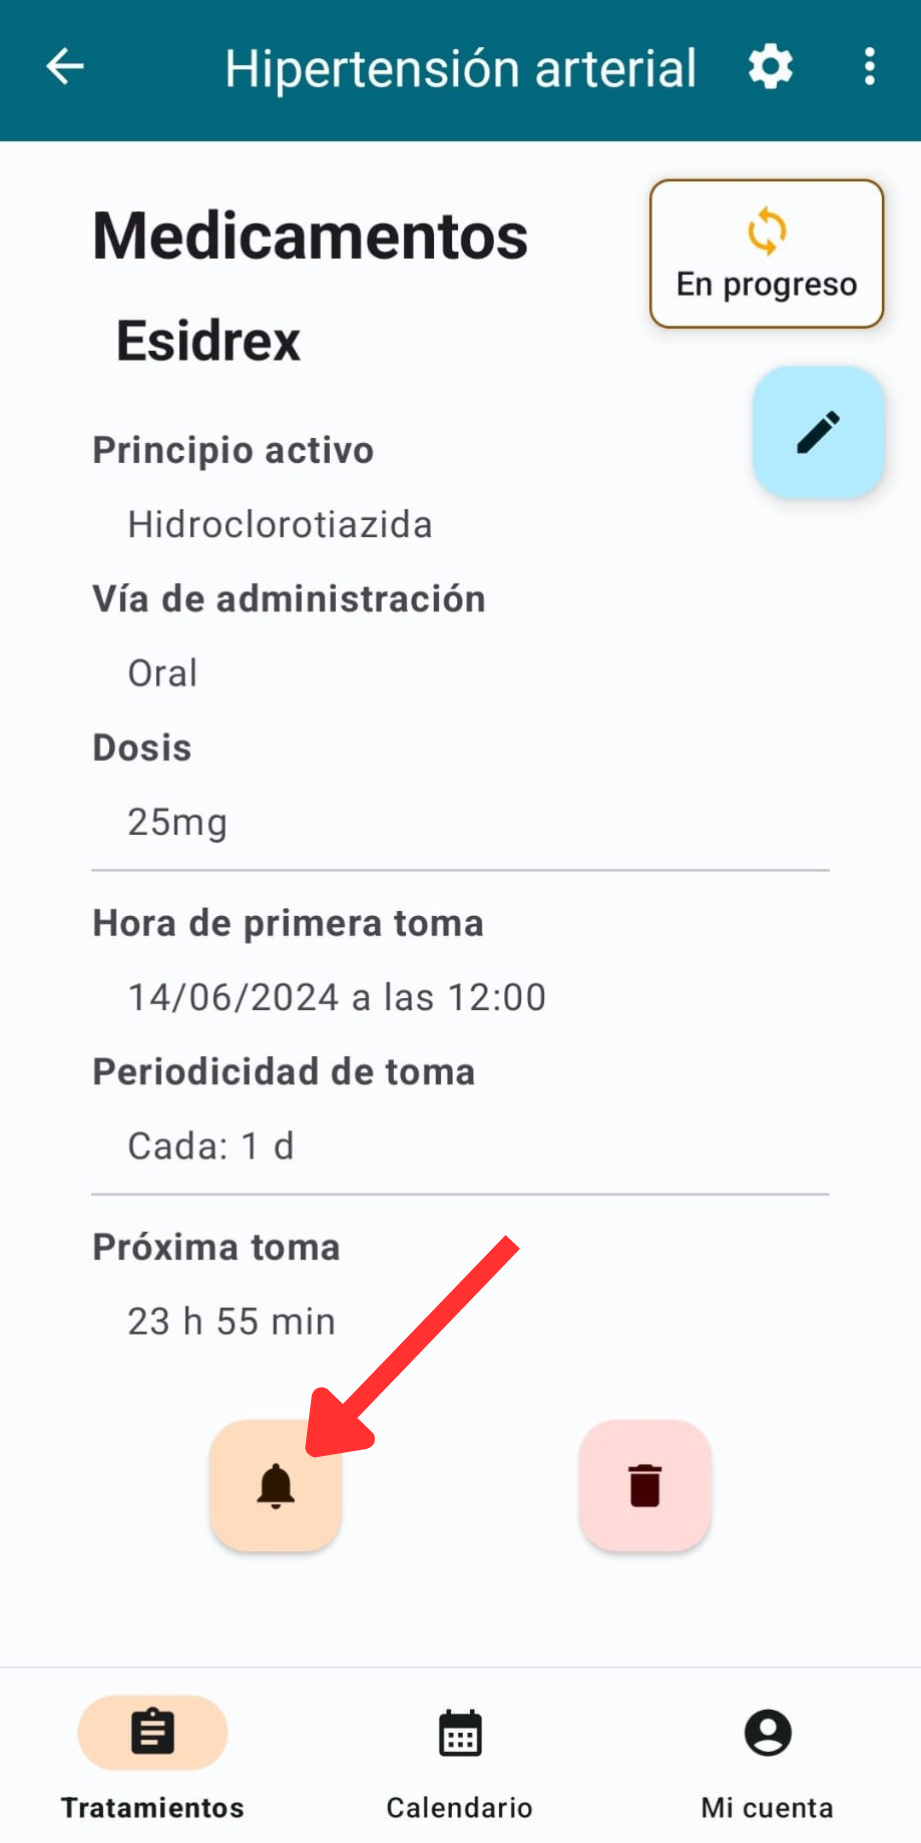 Hipertensión arterial
Medicamentos
En progreso
Esidrex
Principio activo
Hidroclorotiazida
Vía de administración
Oral
Dosis
25mg
Hora de primera toma
14/06/2024 a las 12:00
Periodicidad de toma
Cada: 1 d
Próxima toma
23 h 55 min
Tratamientos
Calendario
Mi cuenta